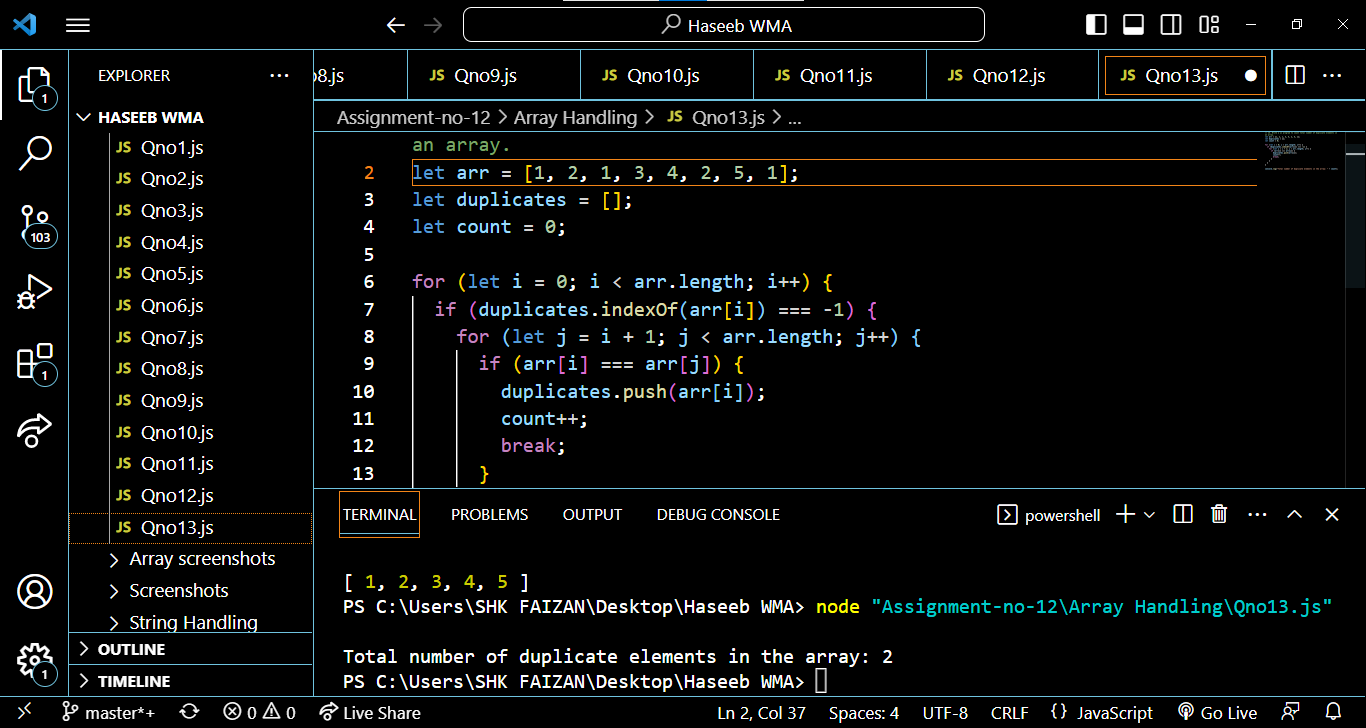 Haseeb WMA
EXPLORER ...
HASEEB WMA
JS Qno1.js
JS Qno2.js
JS Qno3.js
JS Qno4.js
JS Qno5.js
JS Qno6.js
JS Qno7.js
JS Qno8.js
JS Qno9.js
JS Qno10.js
JS Qno11.js
JS Qno12.js
JS Qno13.js
> Array screenshots
> Screenshots
> String Handling
> OUTLINE
> TIMELINE
1
103
1
1
8.js JS Qno9.js JS Qno10.js JS Qno11.js JS Qno12.js JS Qno13.js ● ...
Assignment-no-12 > Array Handling > JS Qno13.js > ...
an array.
2 let arr = [1, 2, 1, 3, 4, 2, 5, 1];
3 let duplicates = [];
4 let count = 0;
5
6 for (let i = 0; i < arr.length; i++) {
7 if (duplicates.indexOf(arr[i]) === -1) {
8 for (let j = i + 1; j < arr.length; j++) {
9 if (arr[i] === arr[j]) {
10 duplicates.push(arr[i]);
11 count++;
12 break;
13 }
TERMINAL PROBLEMS OUTPUT DEBUG CONSOLE powershell ...
[ 1, 2, 3, 4, 5 ]
PS C:\Users\SHK FAIZAN\Desktop\Haseeb WMA> node "Assignment-no-12\Array Handling\Qno13.js"
Total number of duplicate elements in the array: 2
PS C:\Users\SHK FAIZAN\Desktop\Haseeb WMA>
master*+ 0 0 Live Share Ln 2, Col 37 Spaces: 4 UTF-8 CRLF {} JavaScript Go Live